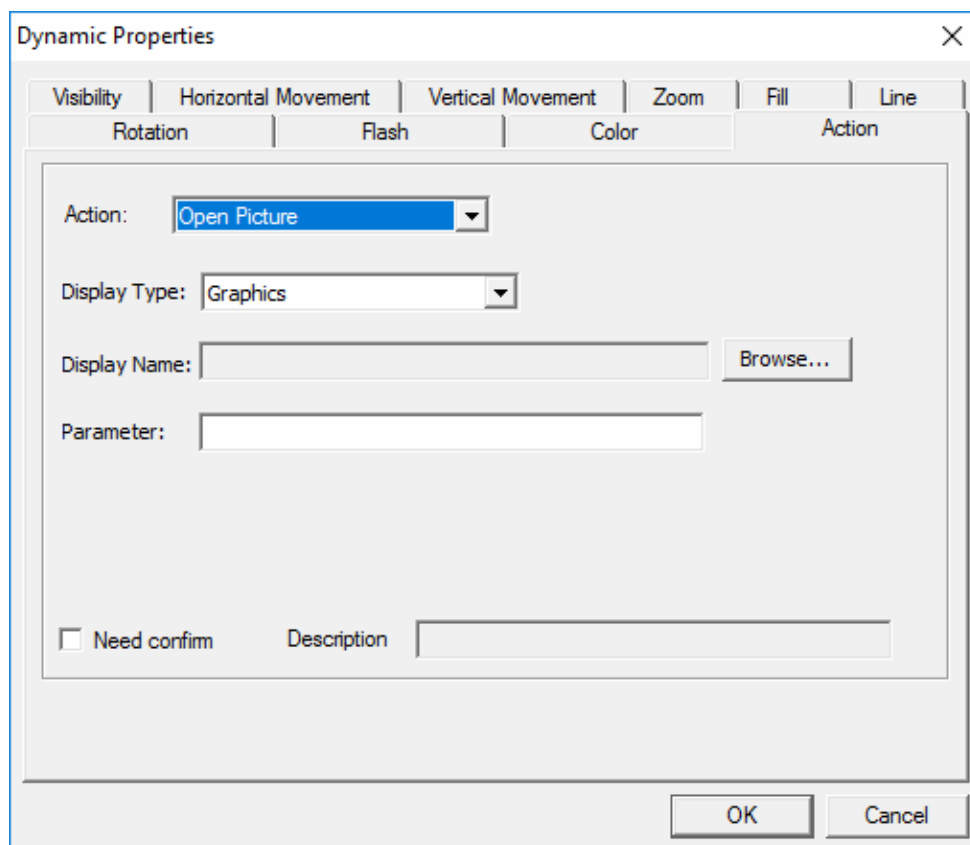 Dynamic Properties
Visibility Horizontal Movement Vertical Movement Zoom Fill Line
Rotation Flash Color Action
Action: Open Picture
Display Type: Graphics
Display Name: Browse...
Parameter:
Need confirm Description
OK Cancel